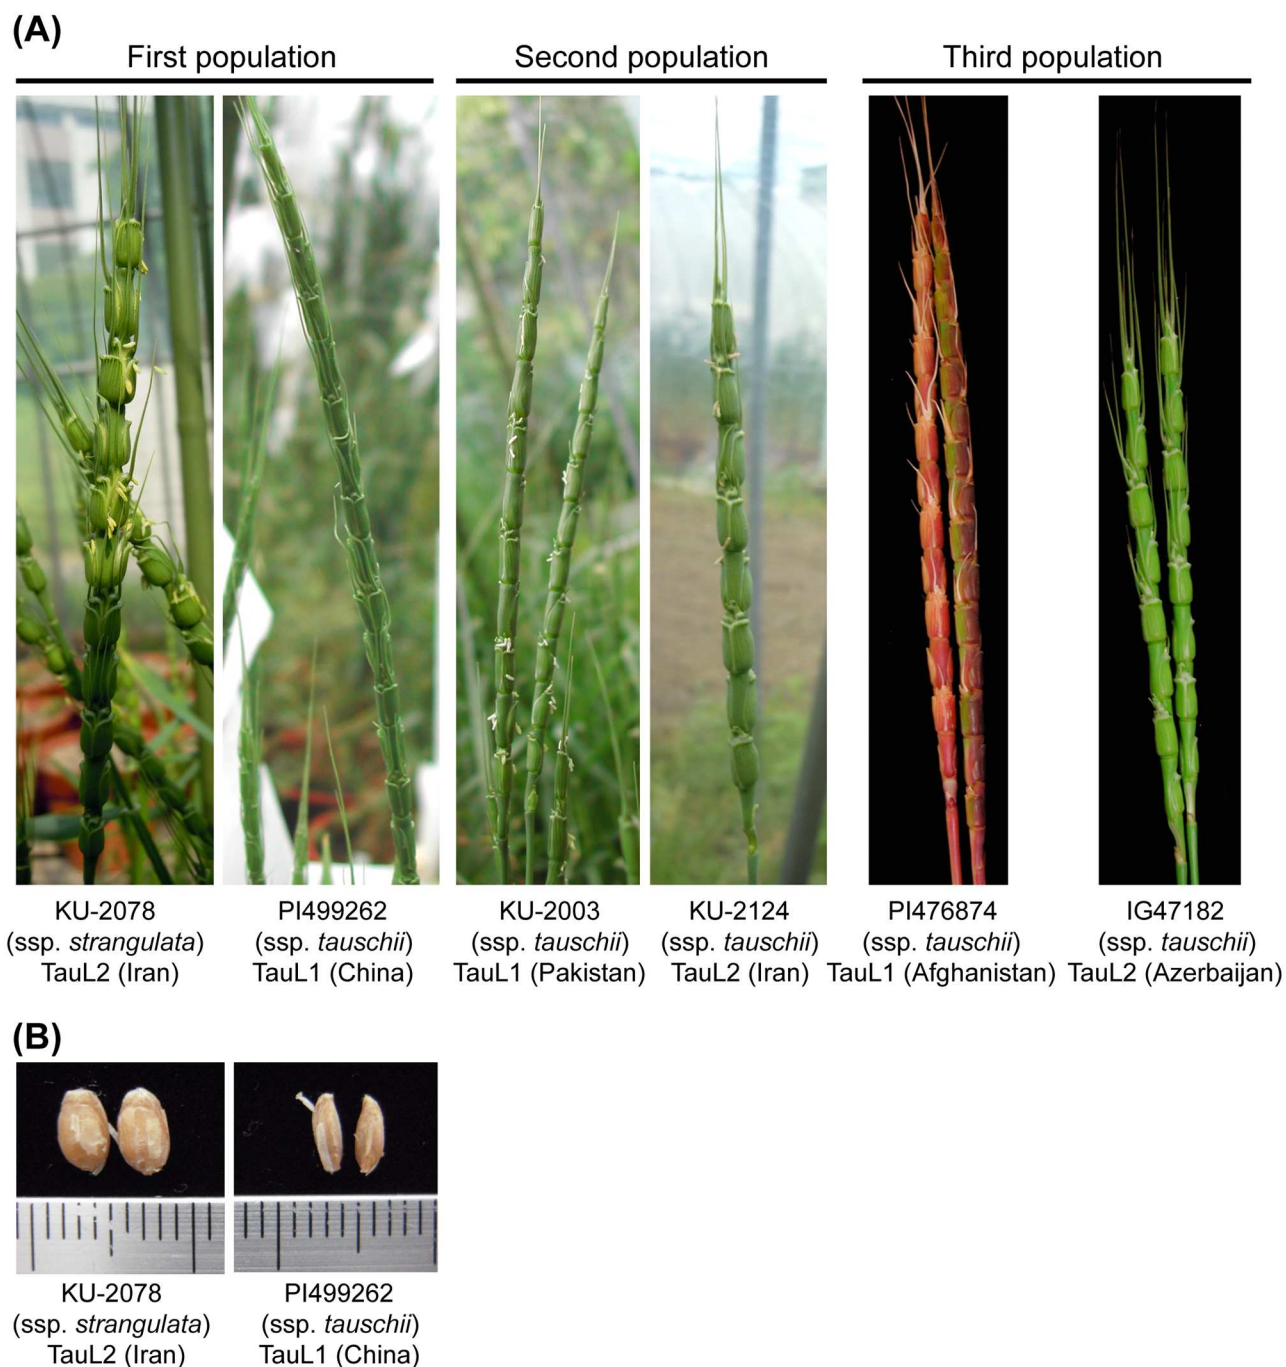 (A)
First population
Second population
Third population
KU-2078
(ssp. strangulata)
TauL2 (Iran)
PI499262
(ssp. tauschii)
TauL1 (China)
KU-2003
(ssp. tauschii)
TauL1 (Pakistan)
KU-2124
(ssp. tauschii)
TauL2 (Iran)
PI476874
(ssp. tauschii)
TauL1 (Afghanistan)
IG47182
(ssp. tauschii)
TauL2 (Azerbaijan)
(B)
KU-2078
(ssp. strangulata)
TauL2 (Iran)
PI499262
(ssp. tauschii)
TauL1 (China)